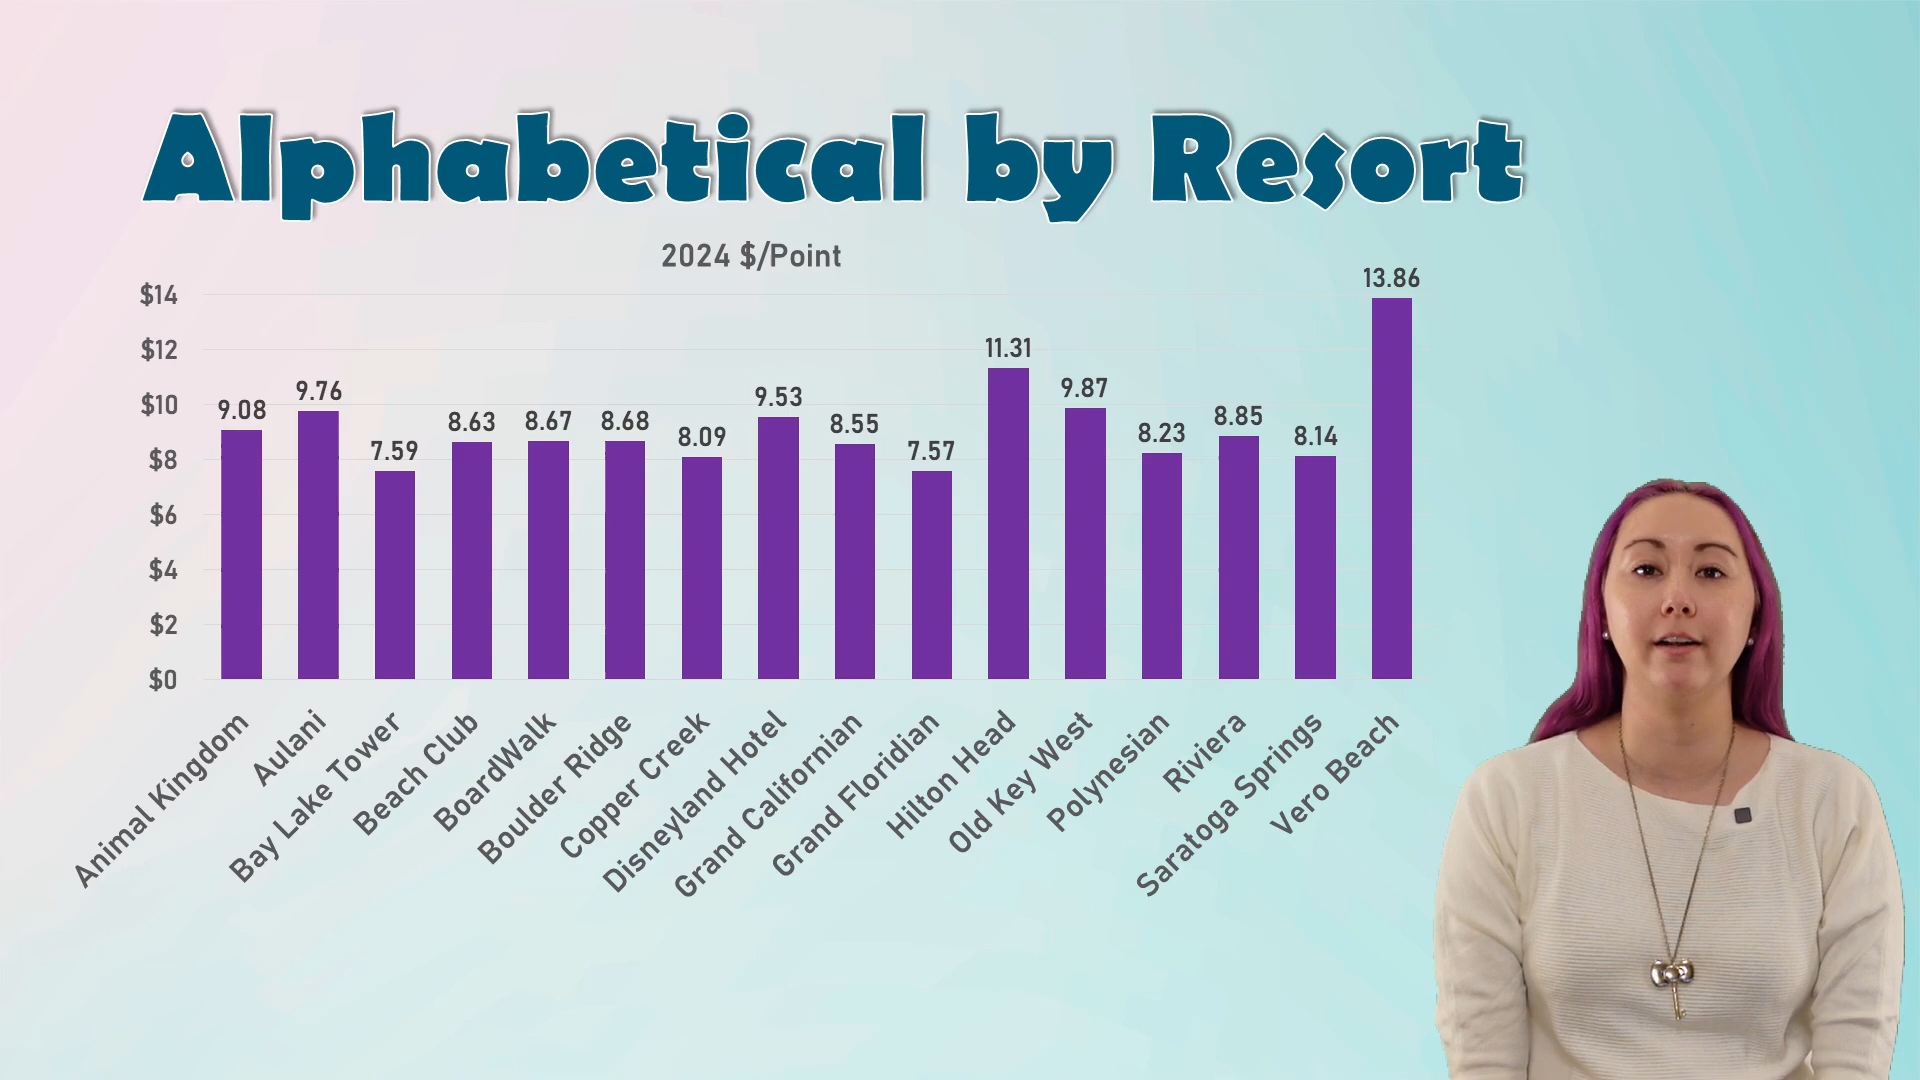 Alphabetical by Resort
2024 $/Point
$14
$12
$10
$8
$6
$4
$2
$0
9.08
9.76
7.59
8.63
8.67
8.68
8.09
9.53
8.55
7.57
11.31
9.87
8.23
8.85
8.14
13.86
Animal Kingdom
Aulani
Bay Lake Tower
Beach Club
BoardWalk
Boulder Ridge
Copper Creek
Disneyland Hotel
Grand Californian
Grand Floridian
Hilton Head
Old Key West
Polynesian
Riviera
Saratoga Springs
Vero Beach